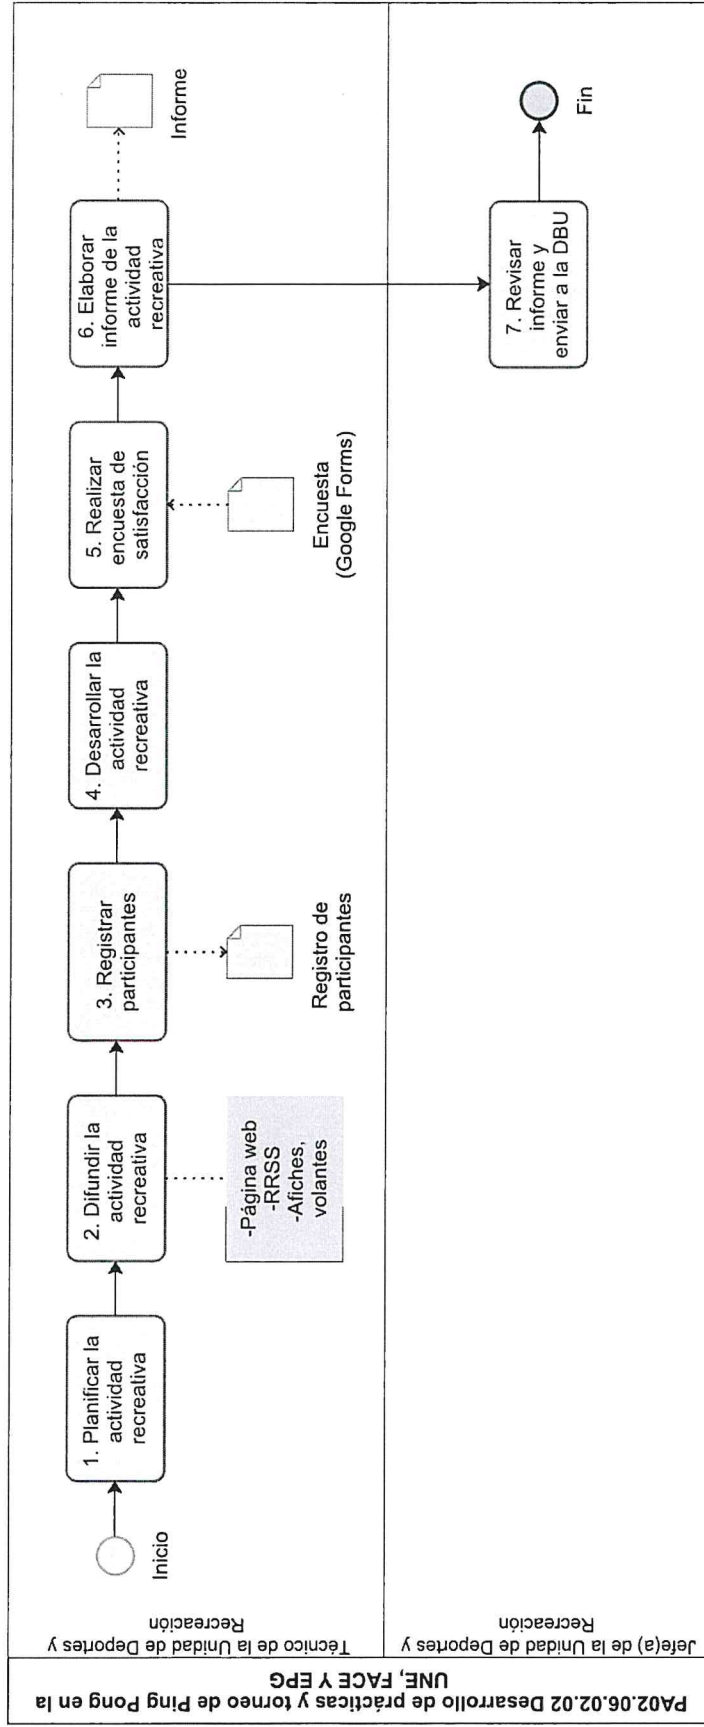 PA02.06.02.02 Desarrollo de prácticas y torneo de Ping Pong en la
UNE, FACE Y EPG
Técnico de la Unidad de Deportes y
Recreación
Inicio
1. Planificar la
actividad
recreativa
2. Difundir la
actividad
recreativa
-Página web
-RRSS
-Afiches,
volantes
3. Registrar
participantes
Registro de
participantes
4. Desarrollar la
actividad
recreativa
5. Realizar
encuesta de
satisfacción
Encuesta
(Google Forms)
6. Elaborar
informe de la
actividad
recreativa
Informe
Jefe(a) de la Unidad de Deportes y
Recreación
7. Revisar
informe y
enviar a la DBU
Fin